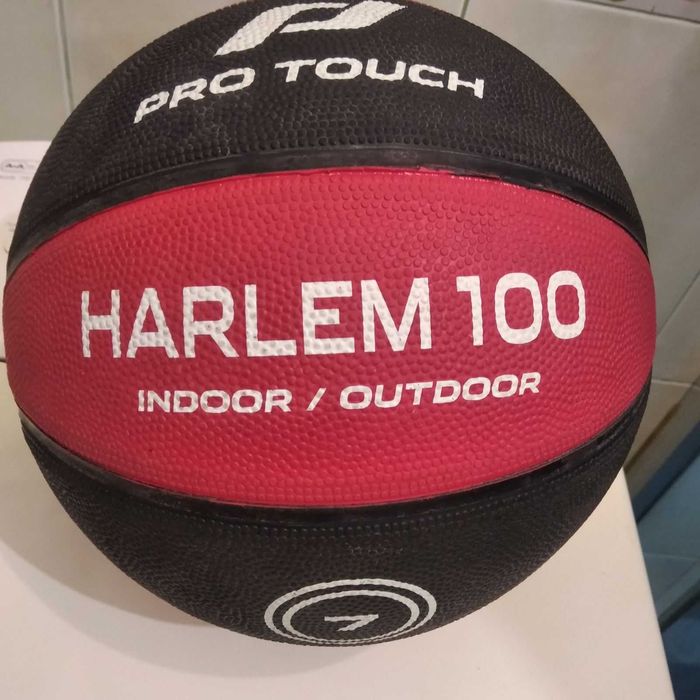 PRO TOUCH
HARLEM 100
INDOOR / OUTDOOR
7